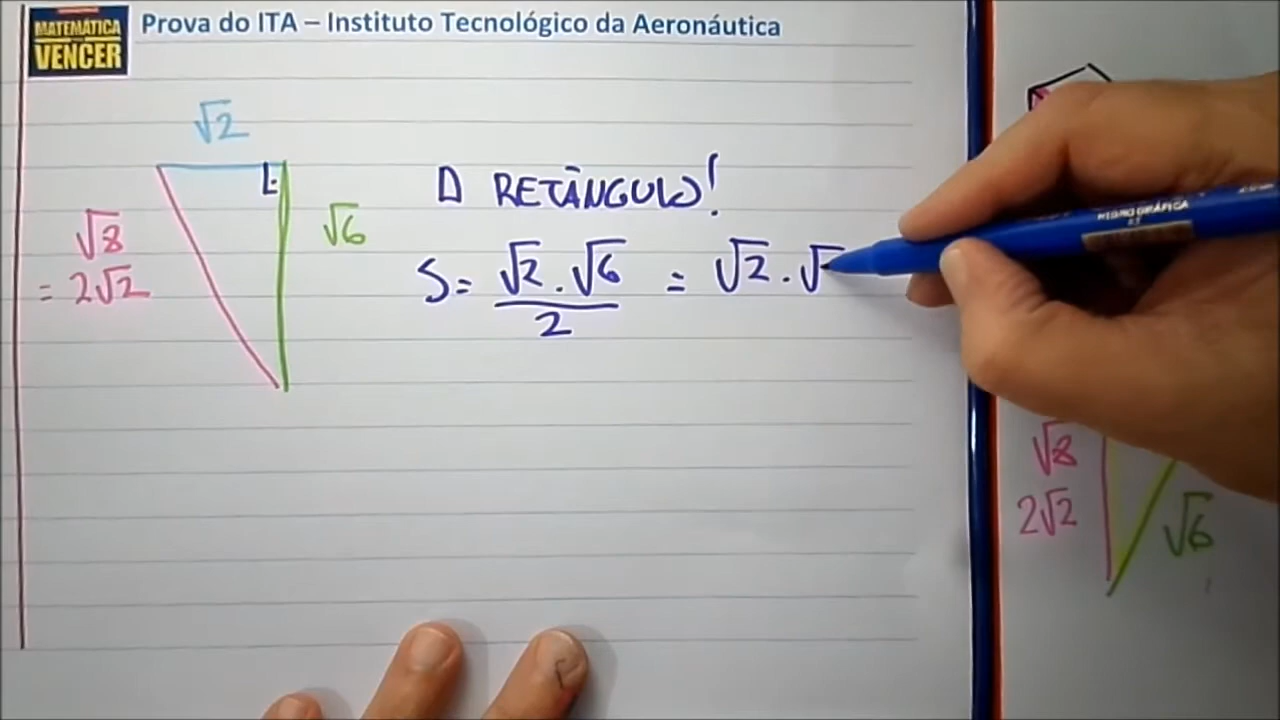 MATEMÁTICA
VENCER
Prova do ITA – Instituto Tecnológico da Aeronáutica
√2
√8
= 2√2
√6
RETÂNGULO!
S = √2 . √6 / 2 = √2 . √
HIDROGRÁFICA
√8
2√2
√6